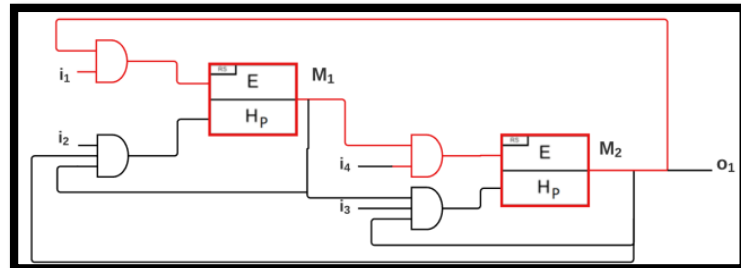 i₁
RS
E
M₁
Hₚ
i₂
i₄
RS
E
M₂
Hₚ
o₁
i₃